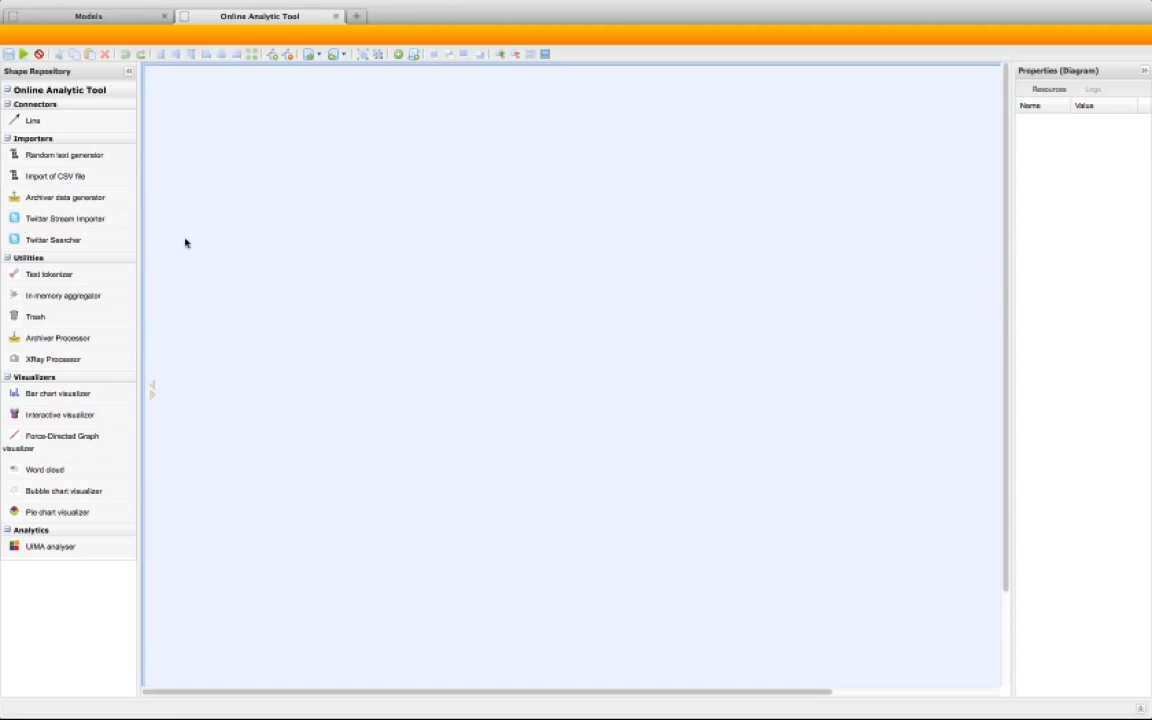 Models
Online Analytic Tool
Shape Repository
Properties (Diagram)
Resources
Logs
Name
Value
Online Analytic Tool
Connectors
Line
Importers
Random text generator
Import of CSV file
Archiver data generator
Twitter Stream Importer
Twitter Searcher
Utilities
Text tokenizer
In-memory aggregator
Trash
Archiver Processor
XRay Processor
Visualizers
Bar chart visualizer
Interactive visualizer
Force-Directed Graph
visualizer
Word cloud
Bubble chart visualizer
Pie chart visualizer
Analytics
UIMA analyser